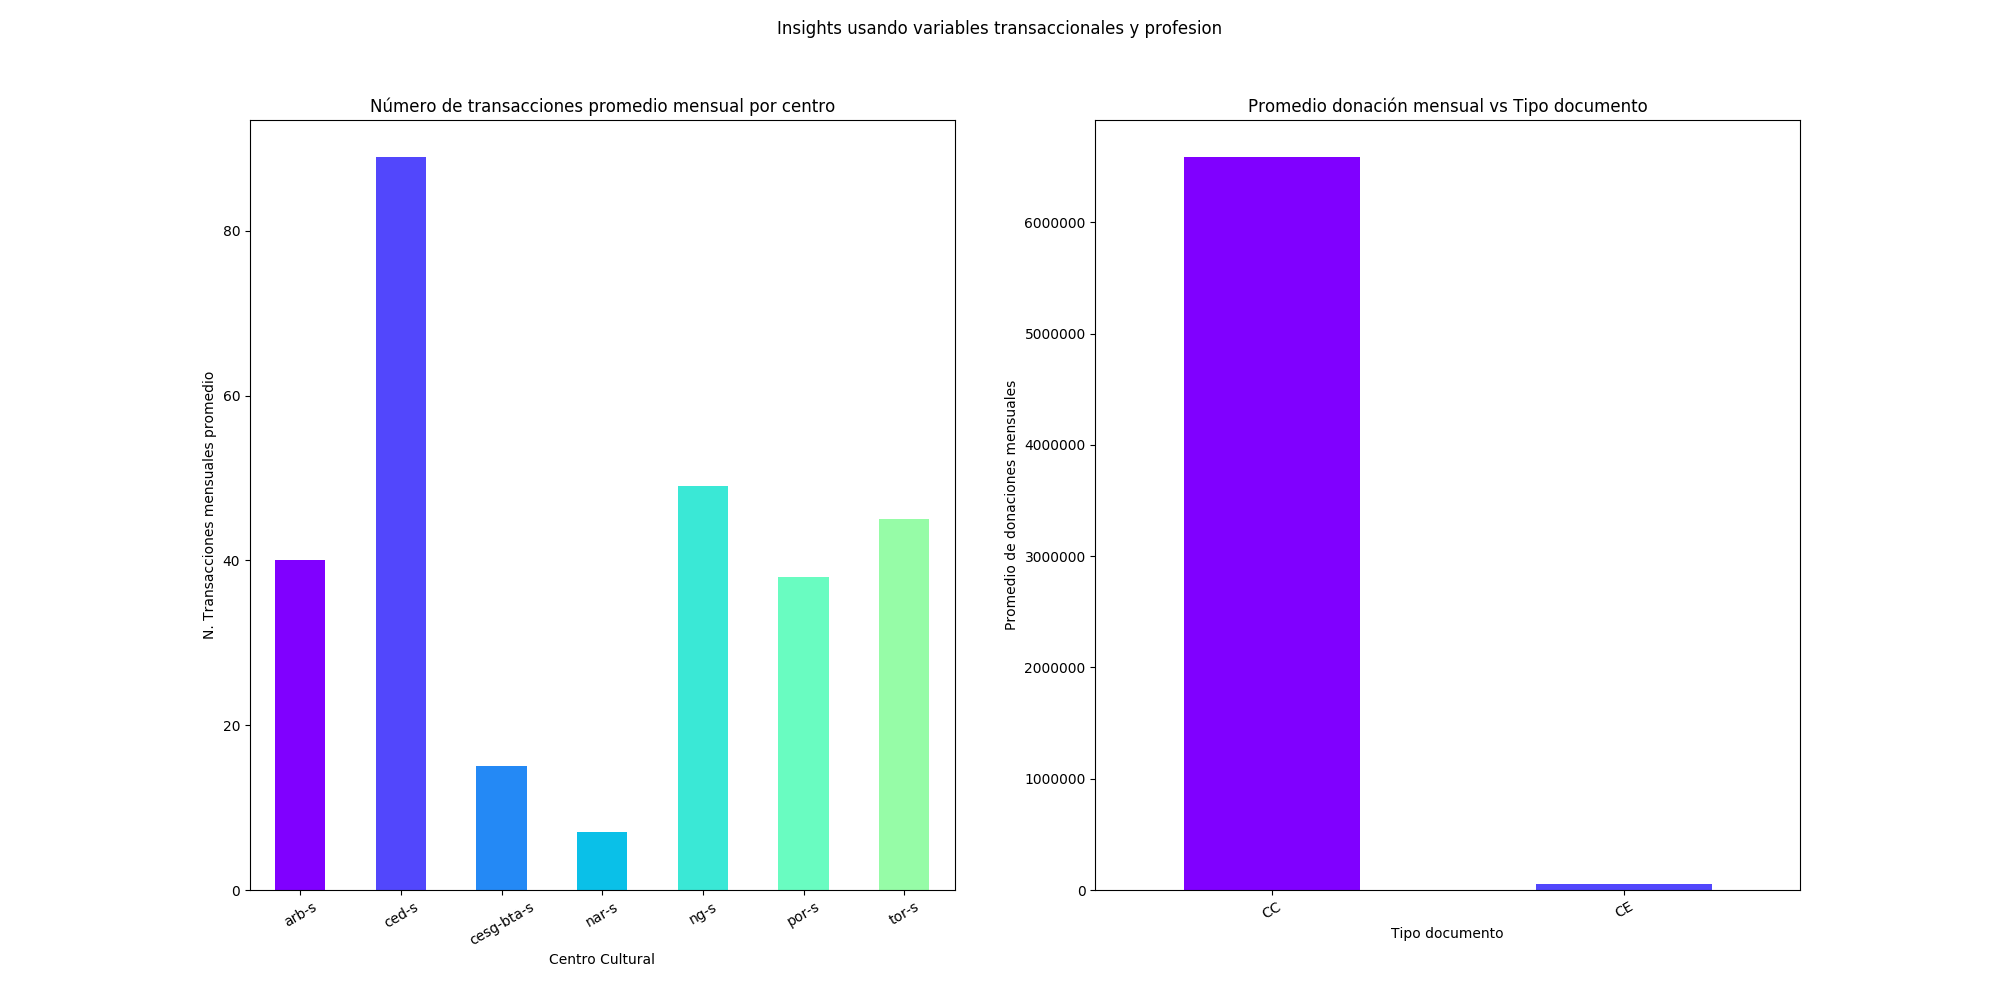 Insights usando variables transaccionales y profesion
Número de transacciones promedio mensual por centro
N. Transacciones mensuales promedio
80
60
40
20
0
arb-s
ced-s
cesg-bta-s
nar-s
ng-s
por-s
tor-s
Centro Cultural
Promedio donación mensual vs Tipo documento
Promedio de donaciones mensuales
6000000
5000000
4000000
3000000
2000000
1000000
0
CC
CE
Tipo documento